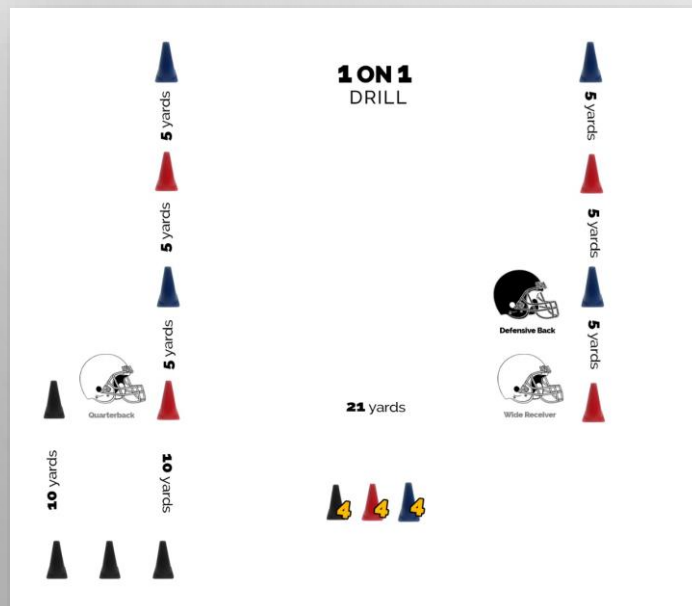 1 ON 1
DRILL
5 yards
5 yards
5 yards
5 yards
5 yards
5 yards
Defensive Back
Quarterback
Wide Receiver
21 yards
10 yards
10 yards
4
4
4